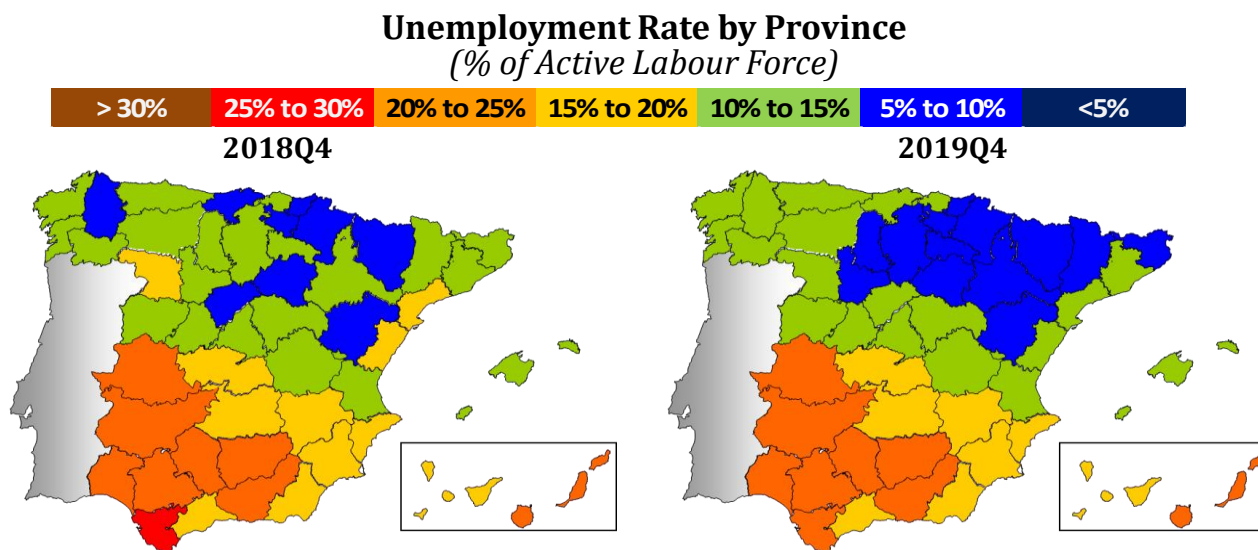 Unemployment Rate by Province
(% of Active Labour Force)
> 30% 25% to 30% 20% to 25% 15% to 20% 10% to 15% 5% to 10% <5%
2018Q4 2019Q4